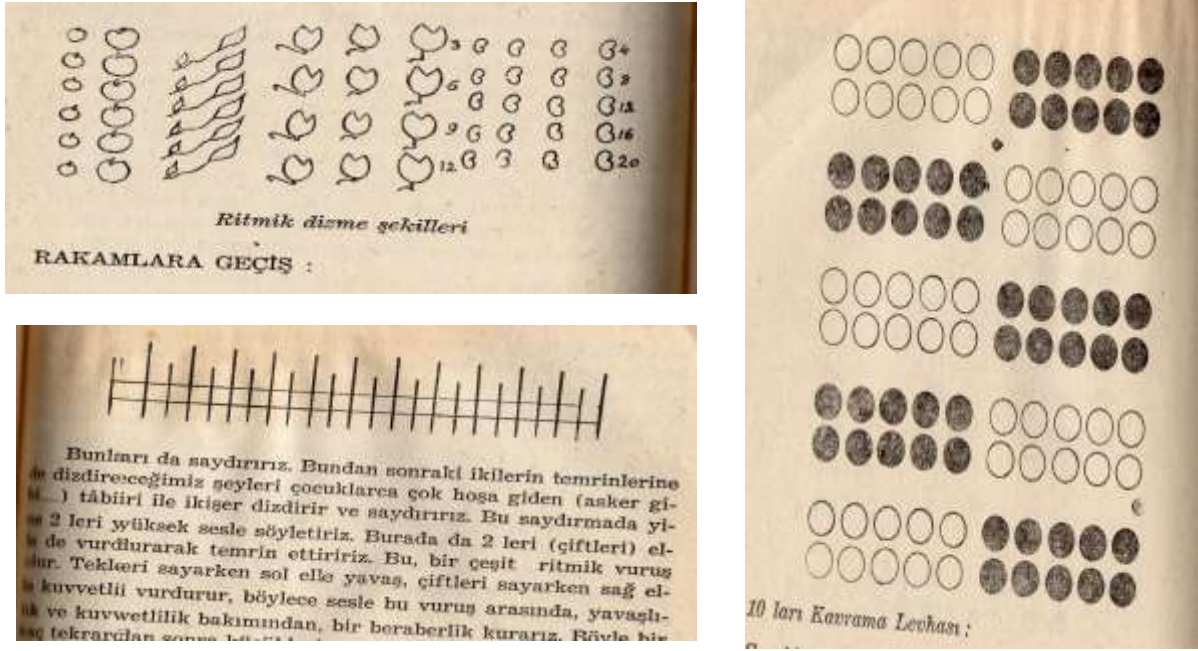 3 4
6 8
12
9 16
12 20
Ritmik dizme şekilleri
RAKAMLARA GEÇİŞ :
Bunları da saydırırız. Bundan sonraki ikilerin temrinlerine
dizdireceğimiz şeyleri çocuklarca çok hoşa giden (asker gi-
...) tâbiiri ile ikişer dizdirir ve saydırırız. Bu saydırmada yi-
2 leri yüksek sesle söyletiriz. Burada da 2 leri (çiftleri) el-
de vurdlurarak temrin ettiririz. Bu, bir çeşit ritmik vuruş
Tekleri sayarken sol elle yavaş, çiftleri sayarken sağ el-
kuvvetlii vurdurur, böylece sesle bu vuruş arasında, yavaşlı-
ve kuvvetlilik bakımından, bir beraberlik kurarız. Böyle bir
tekrardan sonra
10 ları Kavrama Levhası :